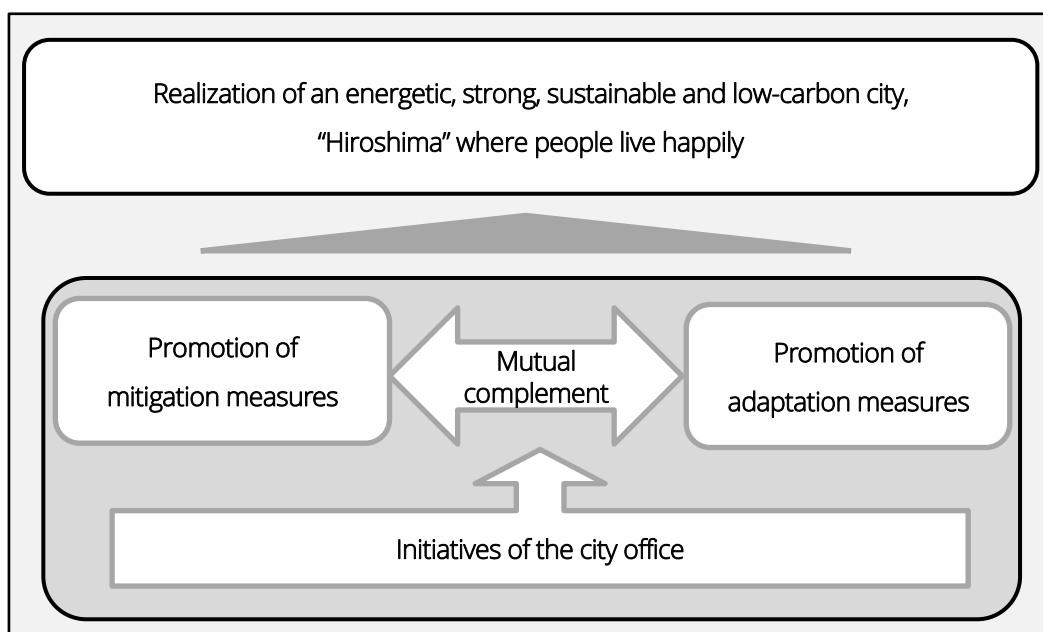 Realization of an energetic, strong, sustainable and low-carbon city,
“Hiroshima” where people live happily
Promotion of
mitigation measures
Mutual
complement
Promotion of
adaptation measures
Initiatives of the city office